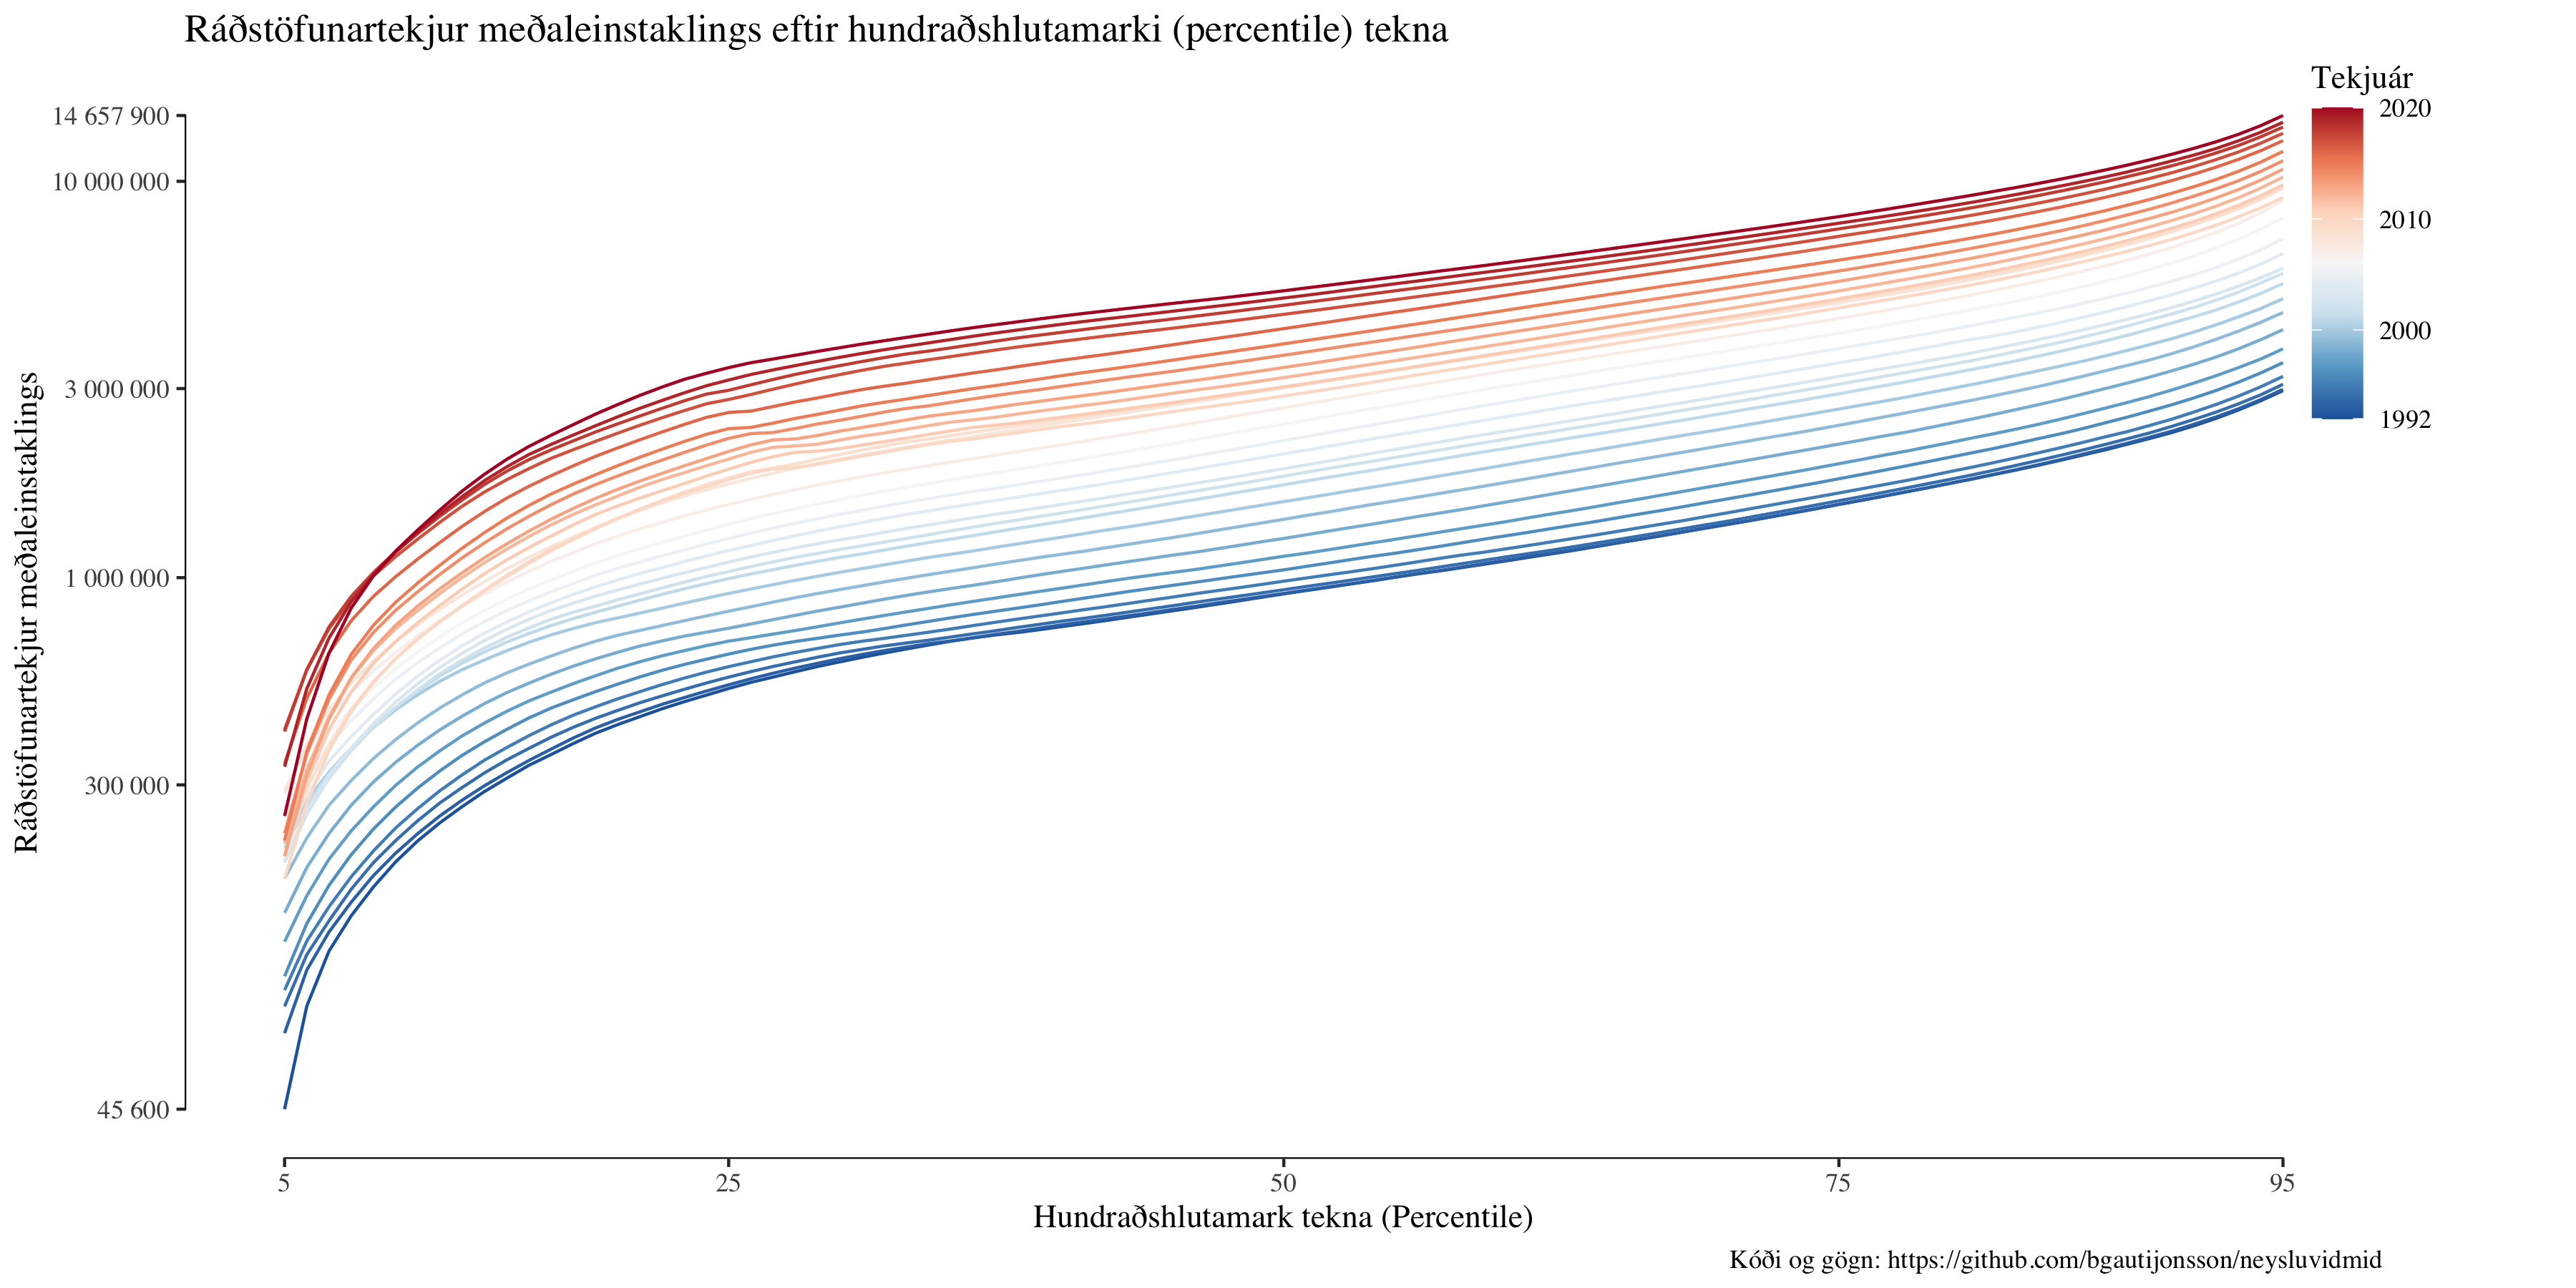 Ráðstöfunartekjur meðaleinstaklings eftir hundraðshlutamarki (percentile) tekna
Tekjuár
2020
2010
2000
1992
Ráðstöfunartekjur meðaleinstaklings
14 657 900
10 000 000
3 000 000
1 000 000
300 000
45 600
5 25 50 75 95
Hundraðshlutamark tekna (Percentile)
Kóði og gögn: https://github.com/bgautijonsson/neysluvidmid